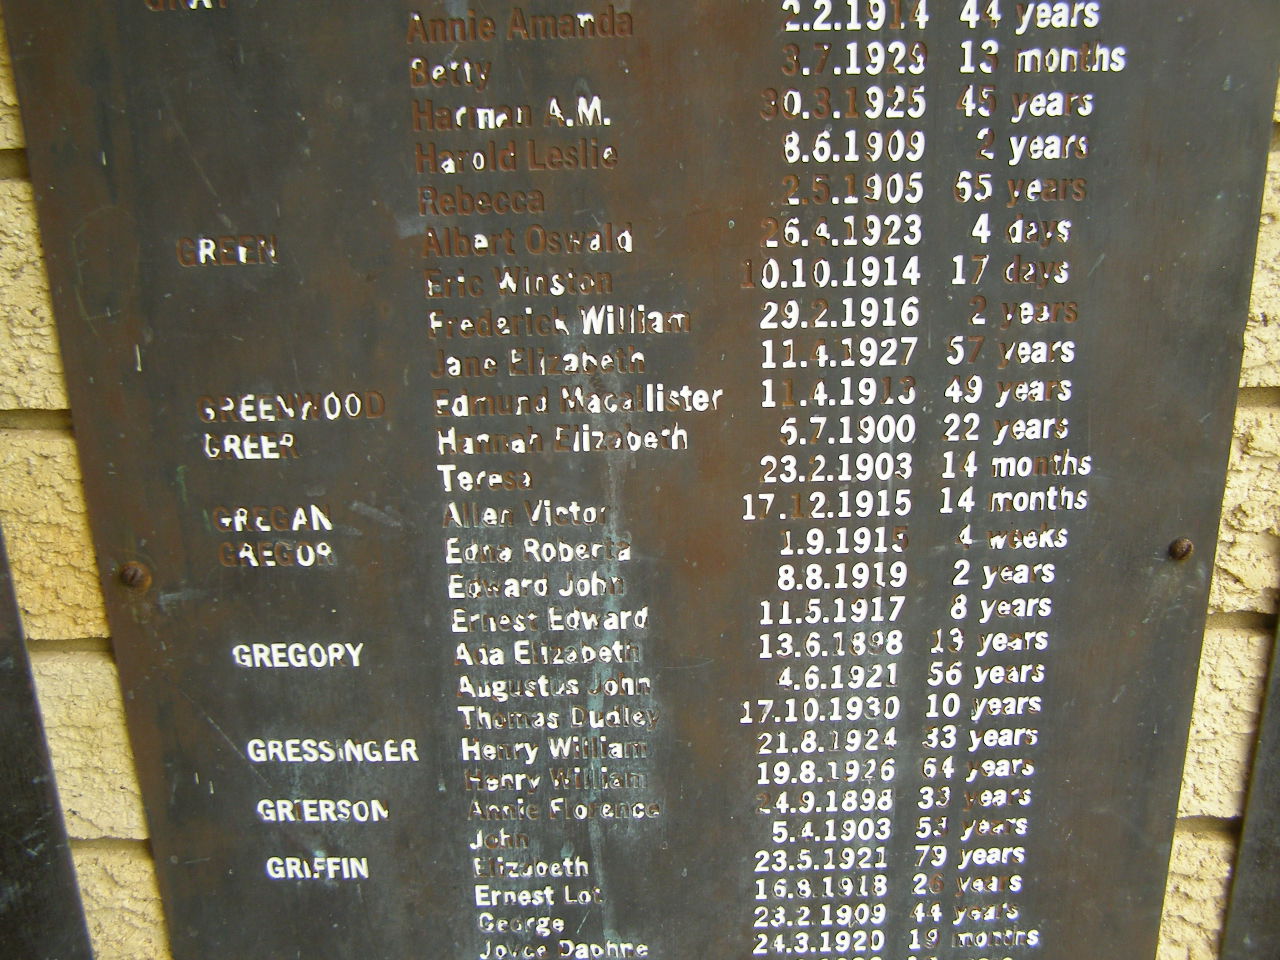 GRAY Annie Amanda 2.2.1914 44 years
Betty 3.7.1929 13 months
Harman A.M. 30.3.1925 45 years
Harold Leslie 8.6.1909 2 years
Rebecca 2.5.1905 65 years
GREEN Albert Oswald 26.4.1923 4 days
Eric Winston 10.10.1914 17 days
Frederick William 29.2.1916 2 years
Jane Elizabeth 11.4.1927 57 years
GREENWOOD Edmund Macallister 11.4.1913 49 years
GREER Hannah Elizabeth 5.7.1900 22 years
Teresa 23.2.1903 14 months
GREGAN Allen Victor 17.12.1915 14 months
GREGOR Edna Roberta 1.9.1915 4 weeks
Edward John 8.8.1919 2 years
Ernest Edward 11.5.1917 8 years
GREGORY Ada Elizabeth 13.6.1898 13 years
Augustus John 4.6.1921 56 years
Thomas Dudley 17.10.1930 10 years
GRESSINGER Henry William 21.8.1924 33 years
Henry William 19.8.1926 64 years
GRIERSON Annie Florence 24.9.1898 33 years
John 5.4.1903 53 years
GRIFFIN Elizabeth 23.5.1921 79 years
Ernest Lot 16.8.1918 26 years
George 23.2.1909 44 years
Joyce Daphne 24.3.1920 19 months